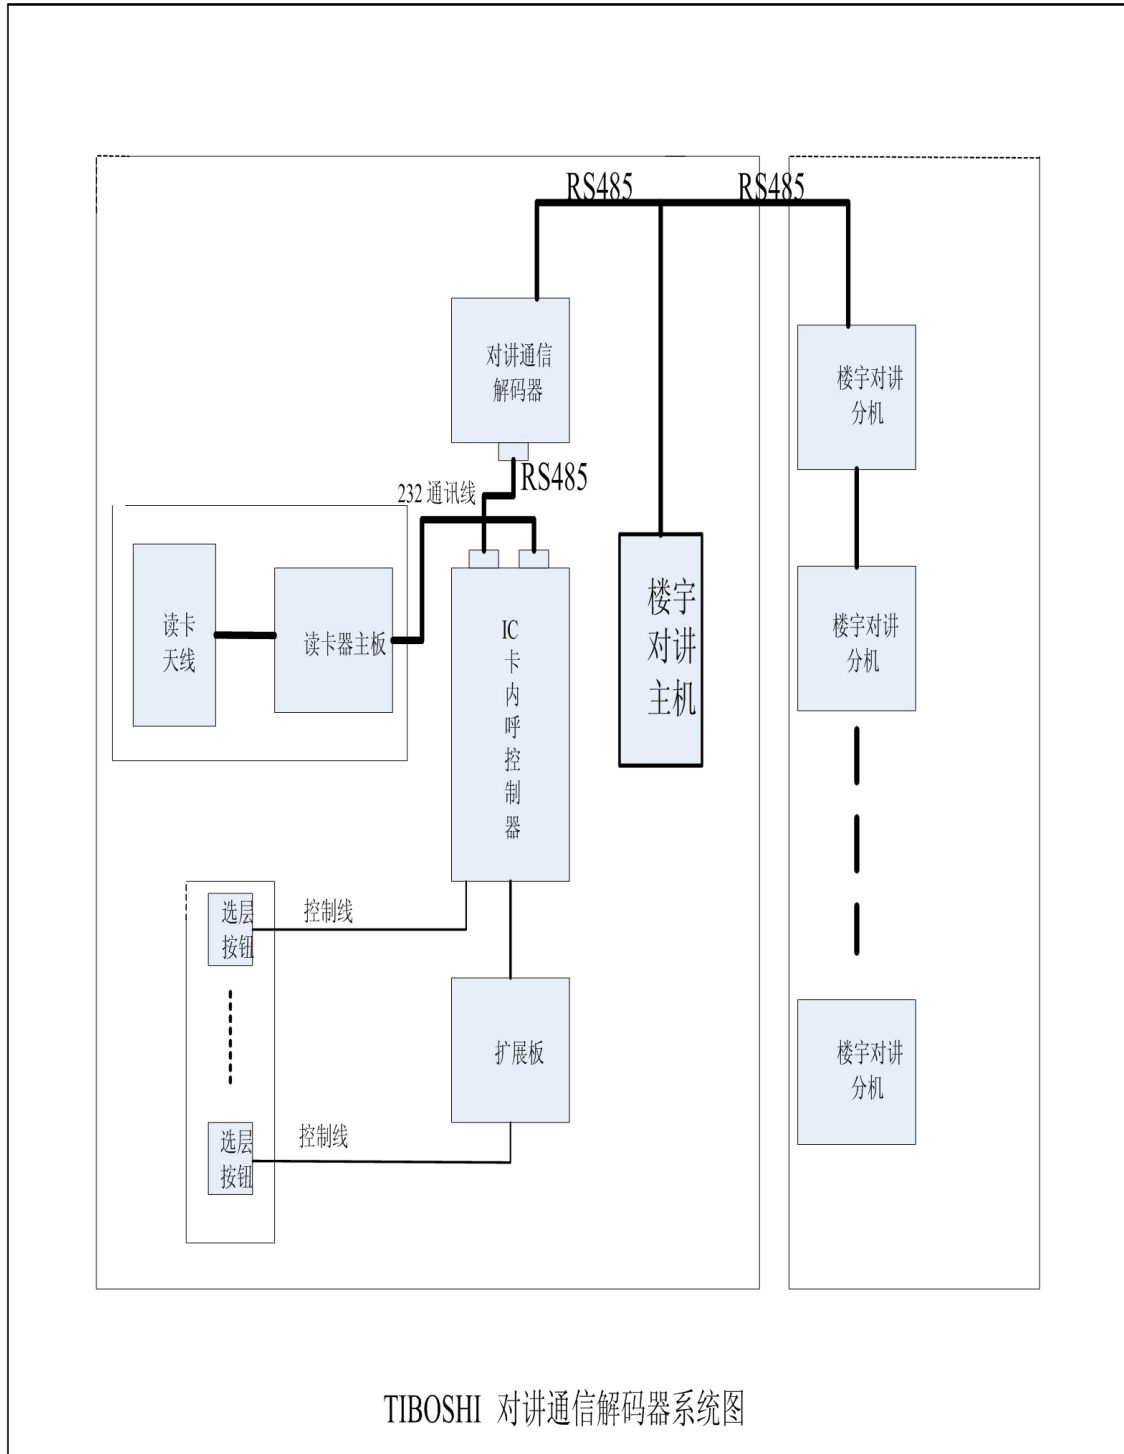 RS485
RS485
对讲通信
解码器
楼宇对讲
分机
RS485
232 通讯线
读卡
天线
读卡器主板
IC
卡
内
呼
控
制
器
楼宇
对讲
主机
楼宇对讲
分机
选层
按钮
控制线
扩展板
楼宇对讲
分机
选层
按钮
控制线
TIBOSHI 对讲通信解码器系统图